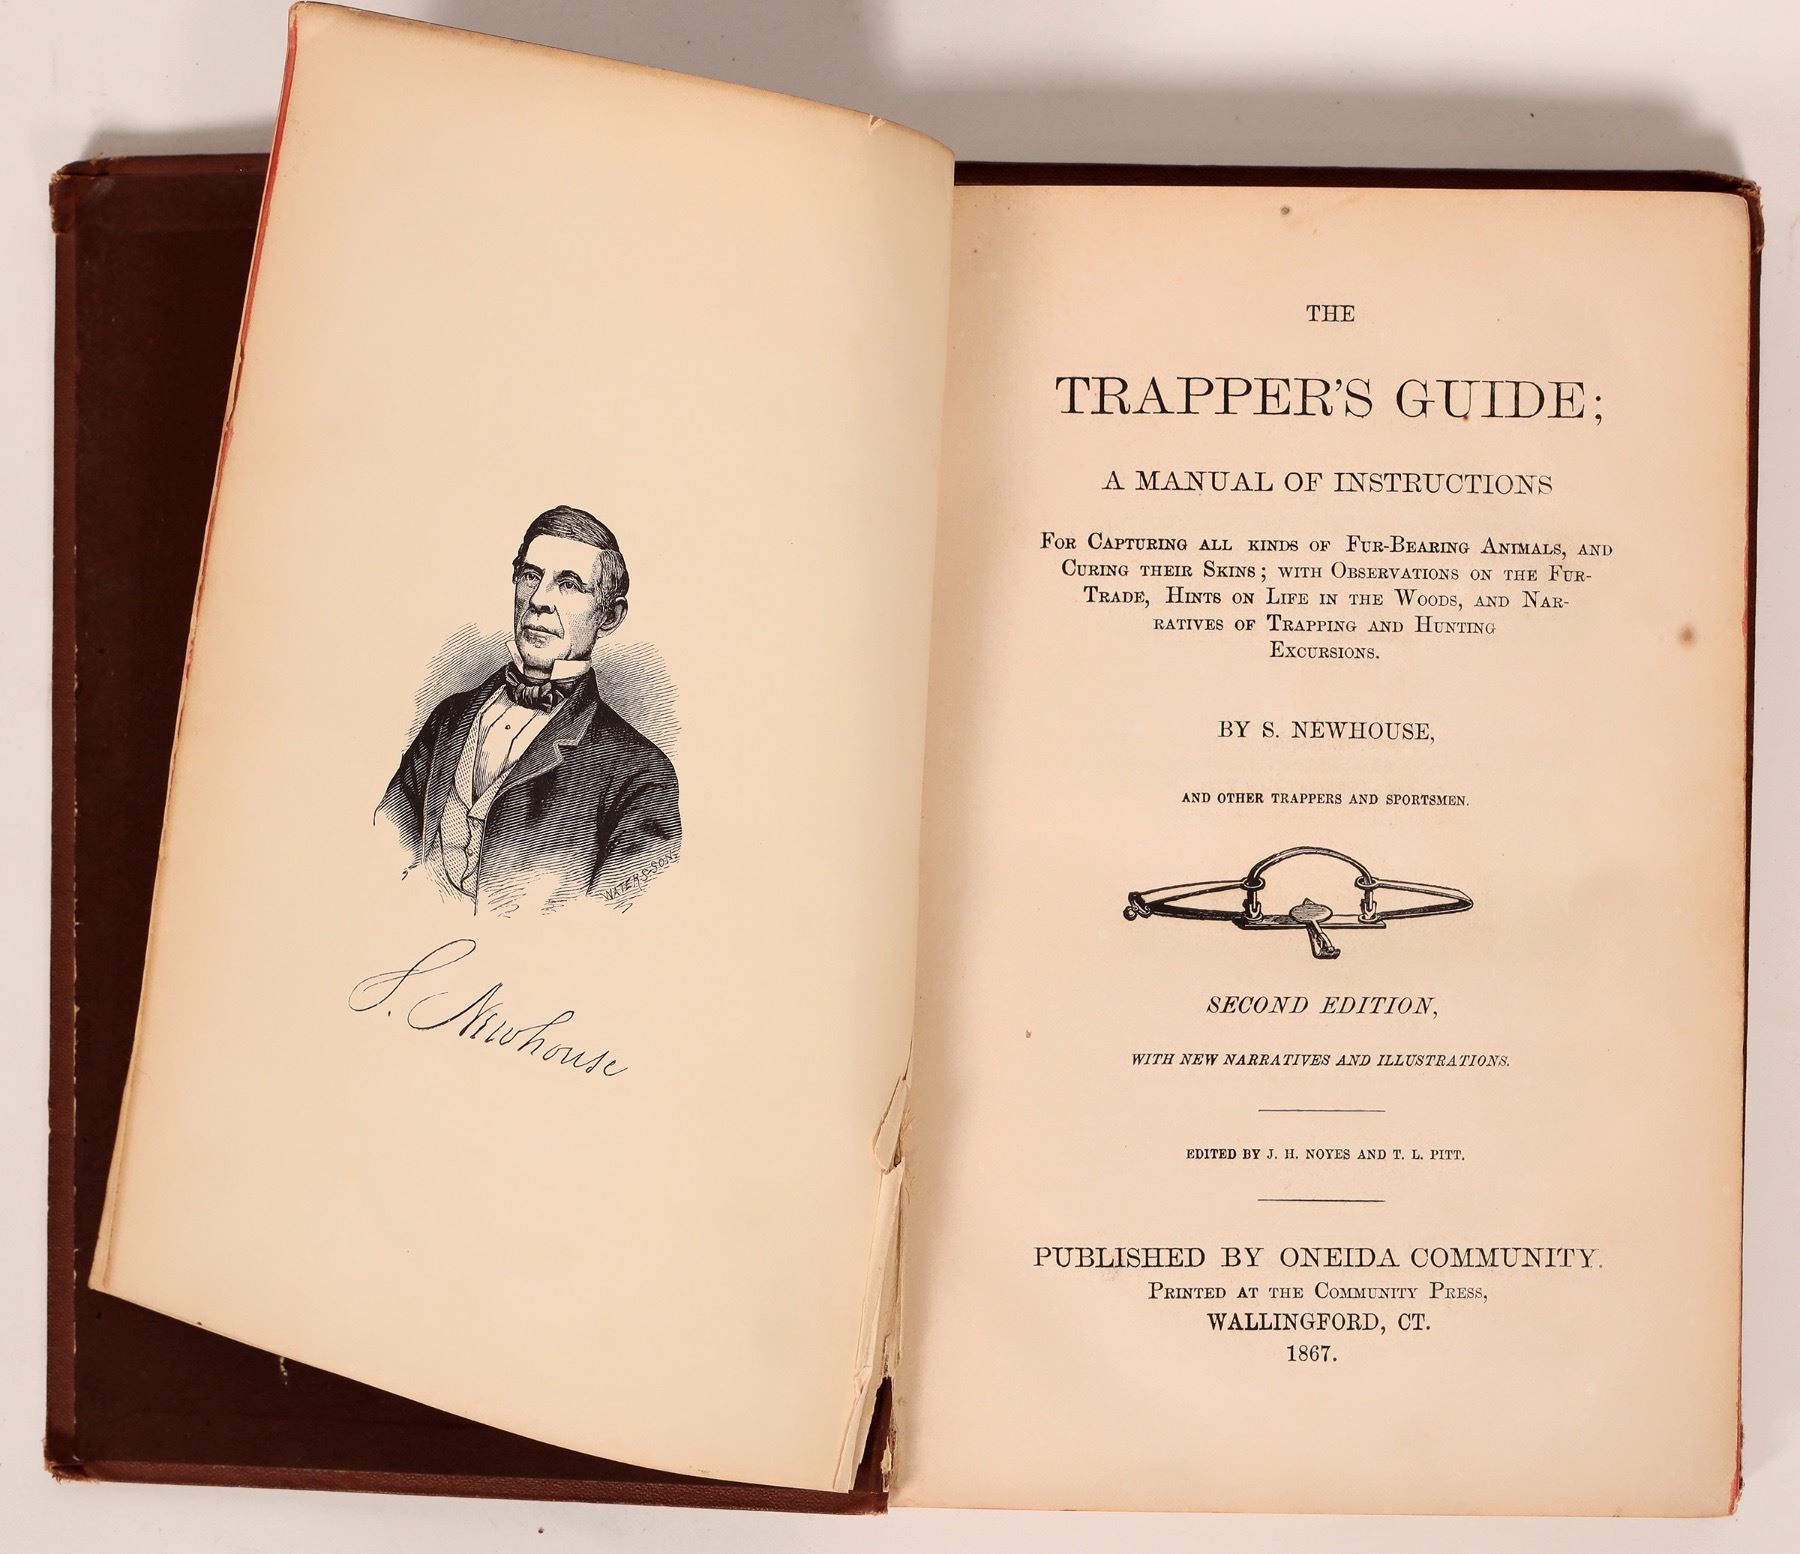 WATERS-SON
S. Newhouse
THE
TRAPPER'S GUIDE;
A MANUAL OF INSTRUCTIONS
FOR CAPTURING ALL KINDS OF FUR-BEARING ANIMALS, AND
CURING THEIR SKINS; WITH OBSERVATIONS ON THE FUR-
TRADE, HINTS ON LIFE IN THE WOODS, AND NAR-
RATIVES OF TRAPPING AND HUNTING
EXCURSIONS.
BY S. NEWHOUSE,
AND OTHER TRAPPERS AND SPORTSMEN.
SECOND EDITION,
WITH NEW NARRATIVES AND ILLUSTRATIONS.
EDITED BY J. H. NOYES AND T. L. PITT.
PUBLISHED BY ONEIDA COMMUNITY.
PRINTED AT THE COMMUNITY PRESS,
WALLINGFORD, CT.
1867.